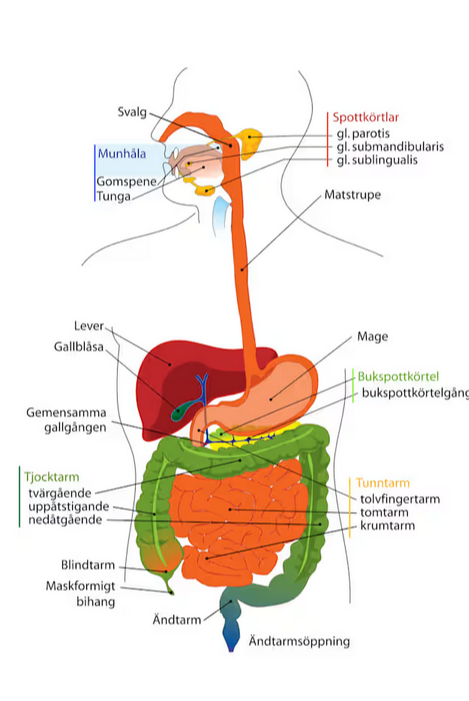 Svalg
Munhåla
Gomspene
Tunga
Spottkörtlar
gl. parotis
gl. submandibularis
gl. sublingualis
Matstrupe
Lever
Gallblåsa
Gemensamma
gallgången
Mage
Bukspottkörtel
bukspottkörtelgång
Tjocktarm
tvärgående
uppåtstigande
nedåtgående
Tunntarm
tolvfingertarm
tomtarm
krumtarm
Blindtarm
Maskformigt
bihang
Ändtarm
Ändtarmsöppning